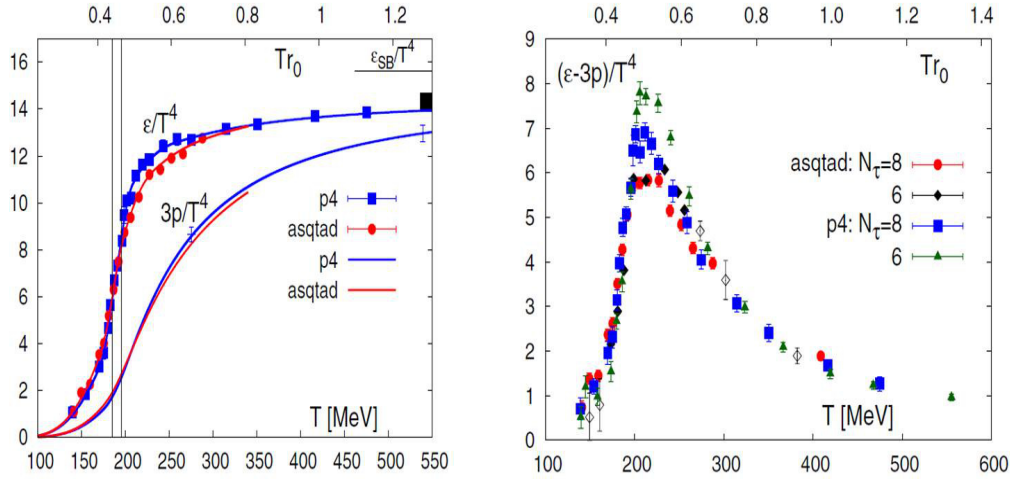 0.4 0.6 0.8 1 1.2
16
14
12
10
8
6
4
2
0
Tr₀
ε_SB/T⁴
ε/T⁴
3p/T⁴
p4
asqtad
p4
asqtad
T [MeV]
100 150 200 250 300 350 400 450 500 550
0.4 0.6 0.8 1.0 1.2 1.4
9
8
7
6
5
4
3
2
1
0
(ε-3p)/T⁴
Tr₀
asqtad: N_τ=8
6
p4: N_τ=8
6
T [MeV]
100 200 300 400 500 600